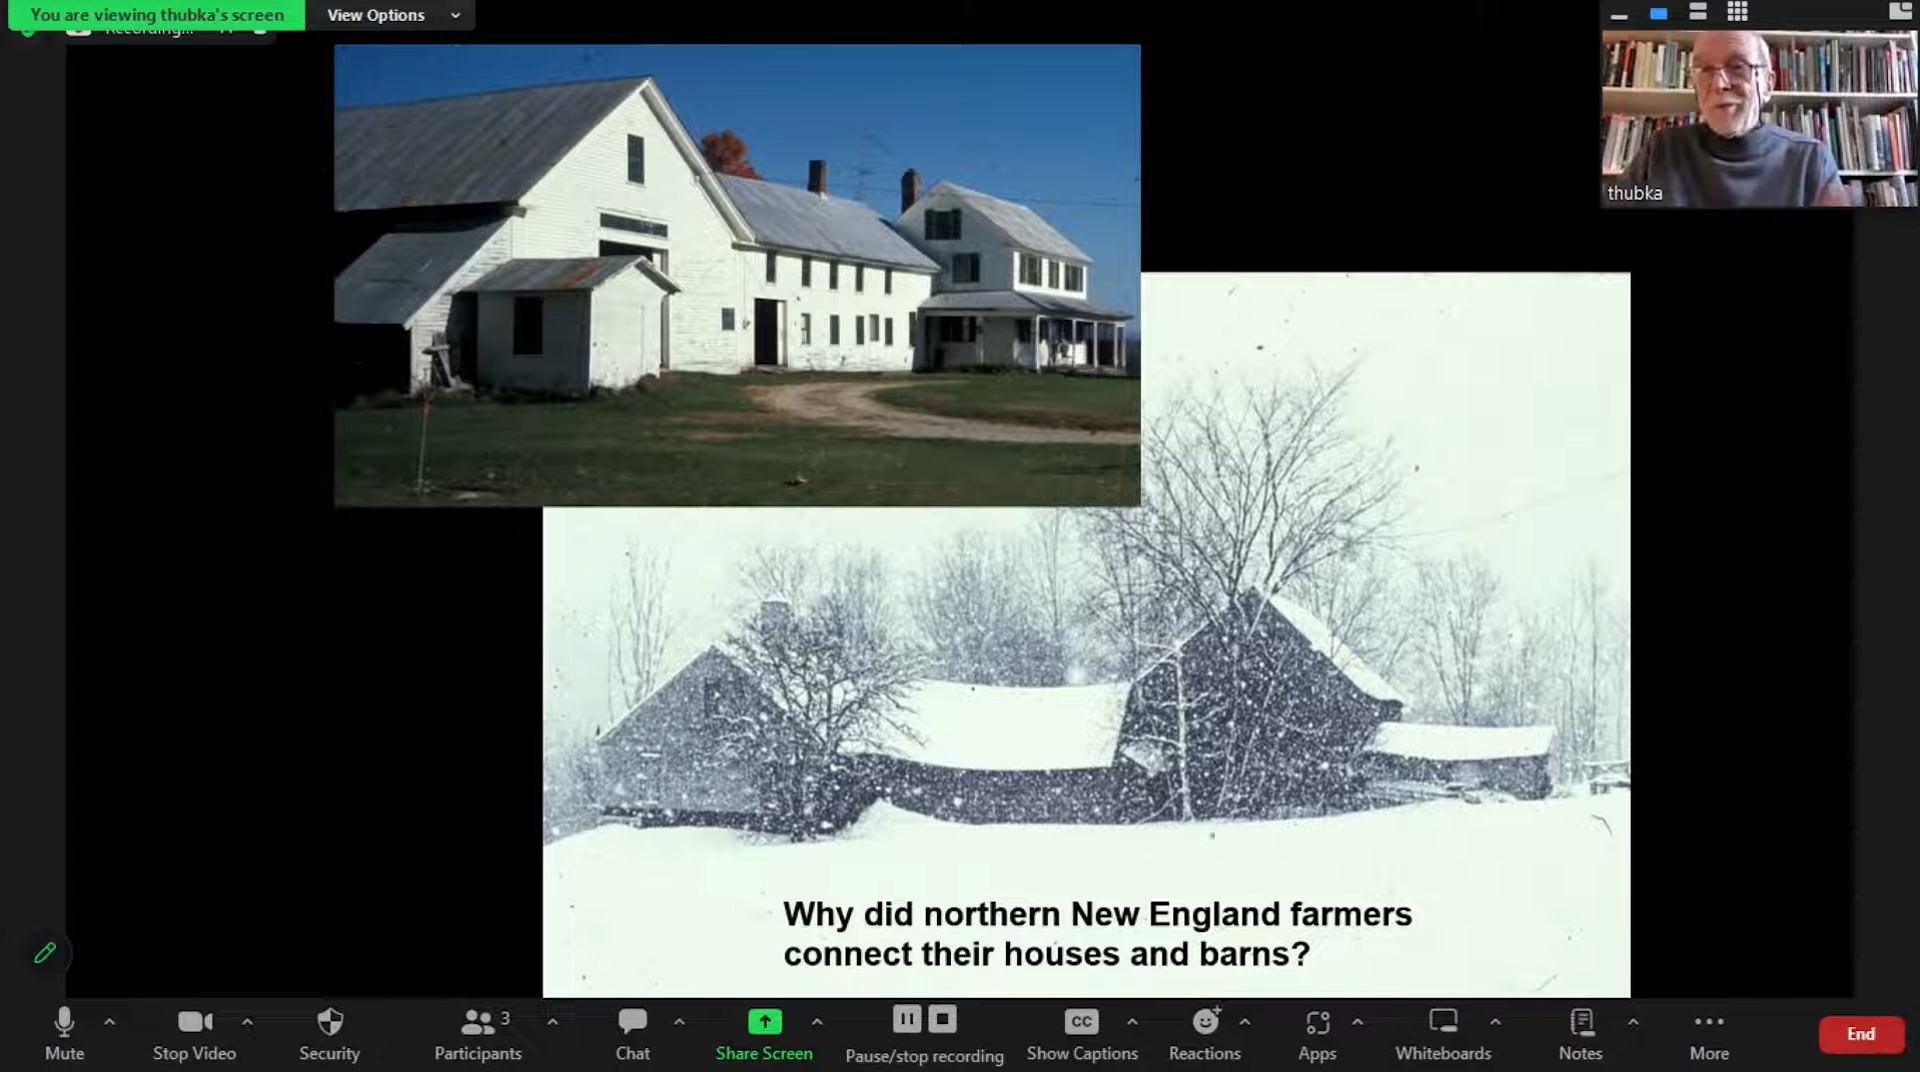 You are viewing thubka's screen
View Options
Recording...
thubka
Why did northern New England farmers
connect their houses and barns?
Mute
Stop Video
Security
Participants
3
Chat
Share Screen
Pause/stop recording
CC
Show Captions
Reactions
Apps
Whiteboards
Notes
More
End